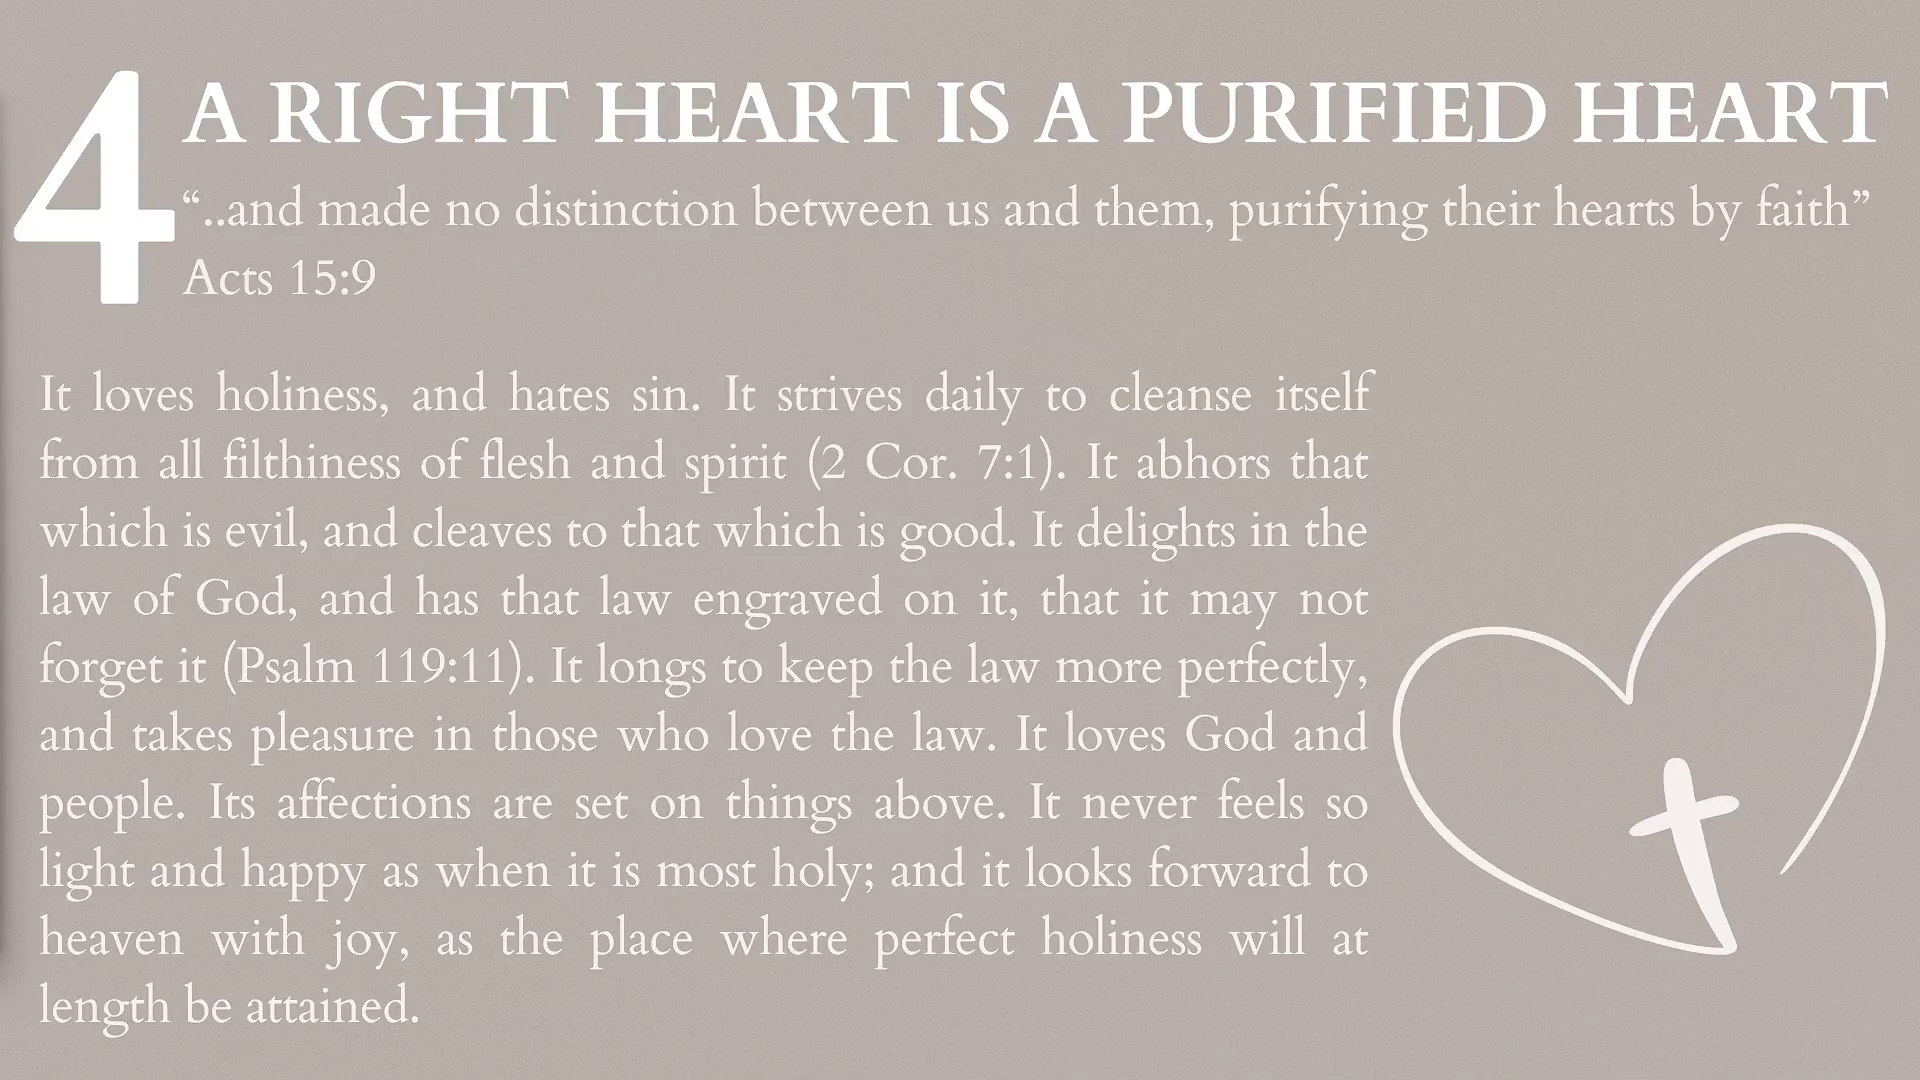 4
A RIGHT HEART IS A PURIFIED HEART
“..and made no distinction between us and them, purifying their hearts by faith”
Acts 15:9
It loves holiness, and hates sin. It strives daily to cleanse itself
from all filthiness of flesh and spirit (2 Cor. 7:1). It abhors that
which is evil, and cleaves to that which is good. It delights in the
law of God, and has that law engraved on it, that it may not
forget it (Psalm 119:11). It longs to keep the law more perfectly,
and takes pleasure in those who love the law. It loves God and
people. Its affections are set on things above. It never feels so
light and happy as when it is most holy; and it looks forward to
heaven with joy, as the place where perfect holiness will at
length be attained.